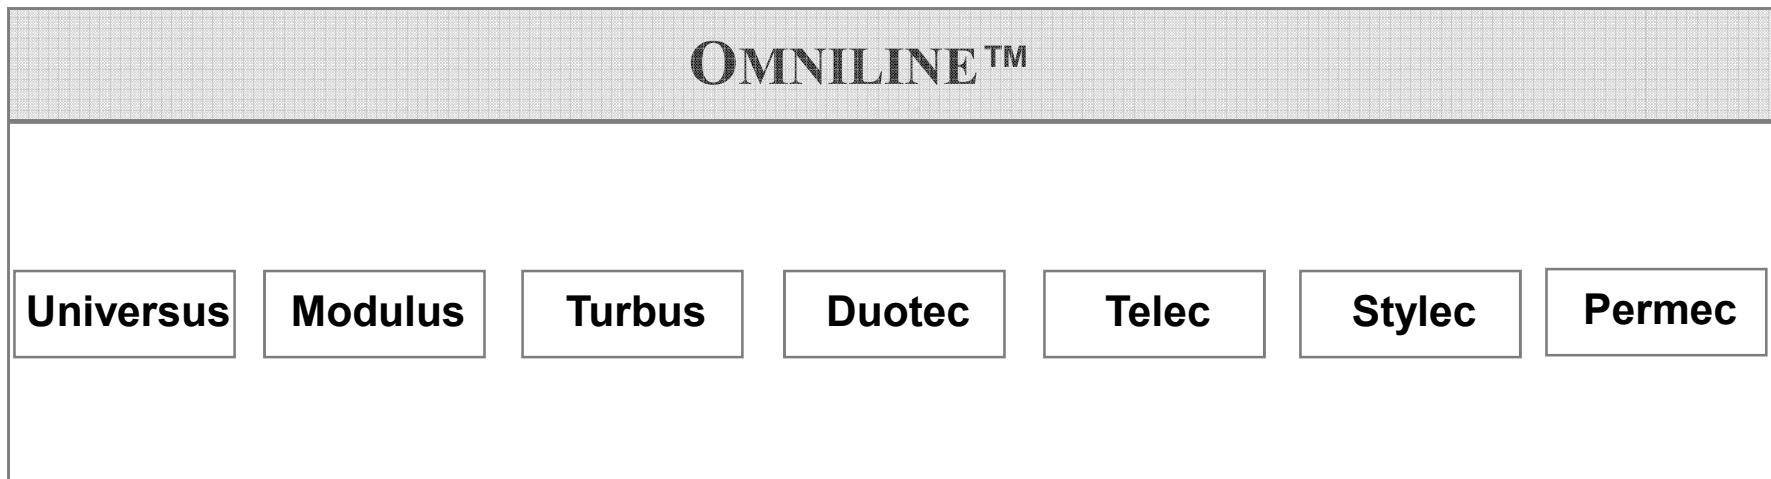 OMNILINE™
Universus Modulus Turbus Duotec Telec Stylec Permec